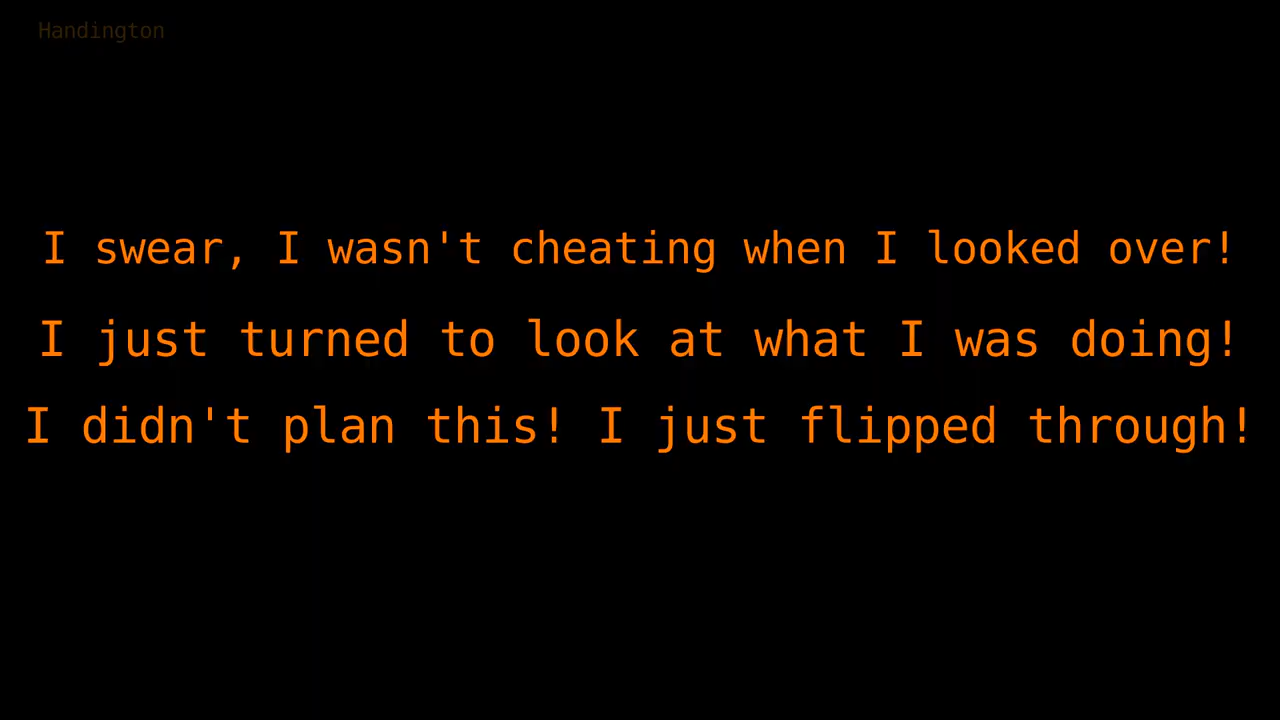 Handington
I swear, I wasn't cheating when I looked over!
I just turned to look at what I was doing!
I didn't plan this! I just flipped through!